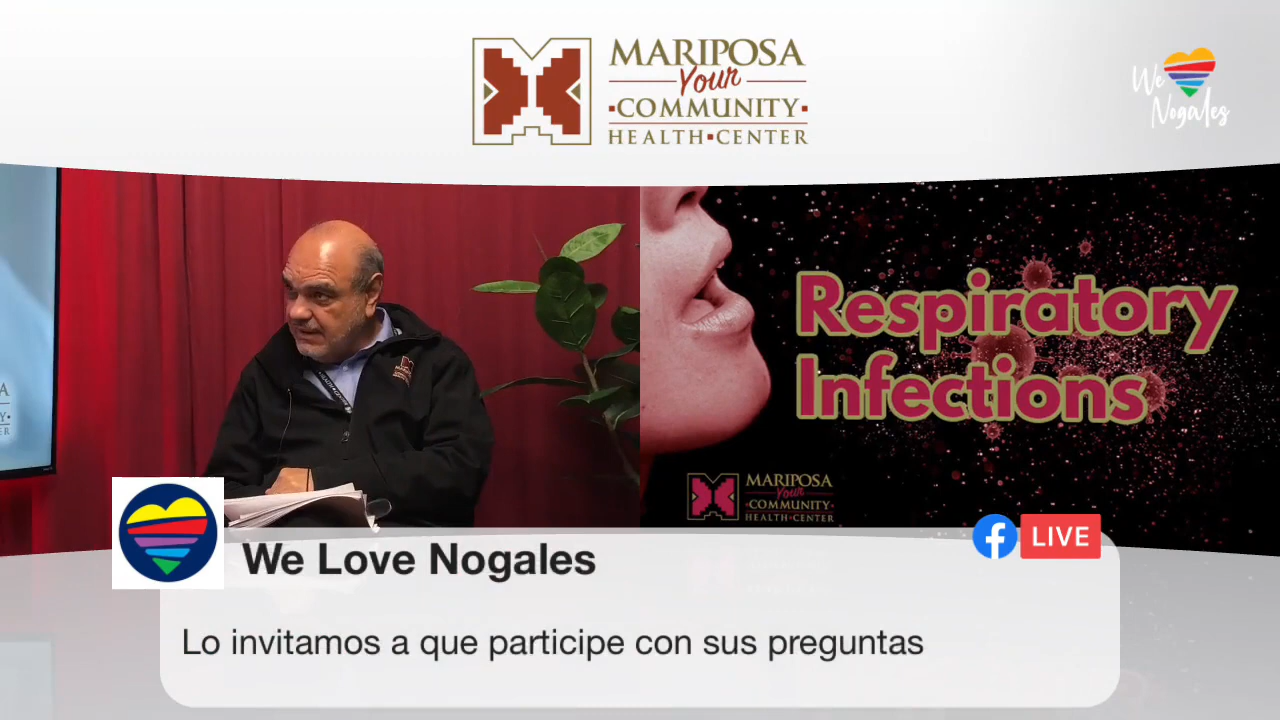 MARIPOSA
Your
COMMUNITY
HEALTH CENTER
We
Nogales
Respiratory
Infections
MARIPOSA
Your
COMMUNITY
HEALTH CENTER
We Love Nogales
LIVE
Lo invitamos a que participe con sus preguntas